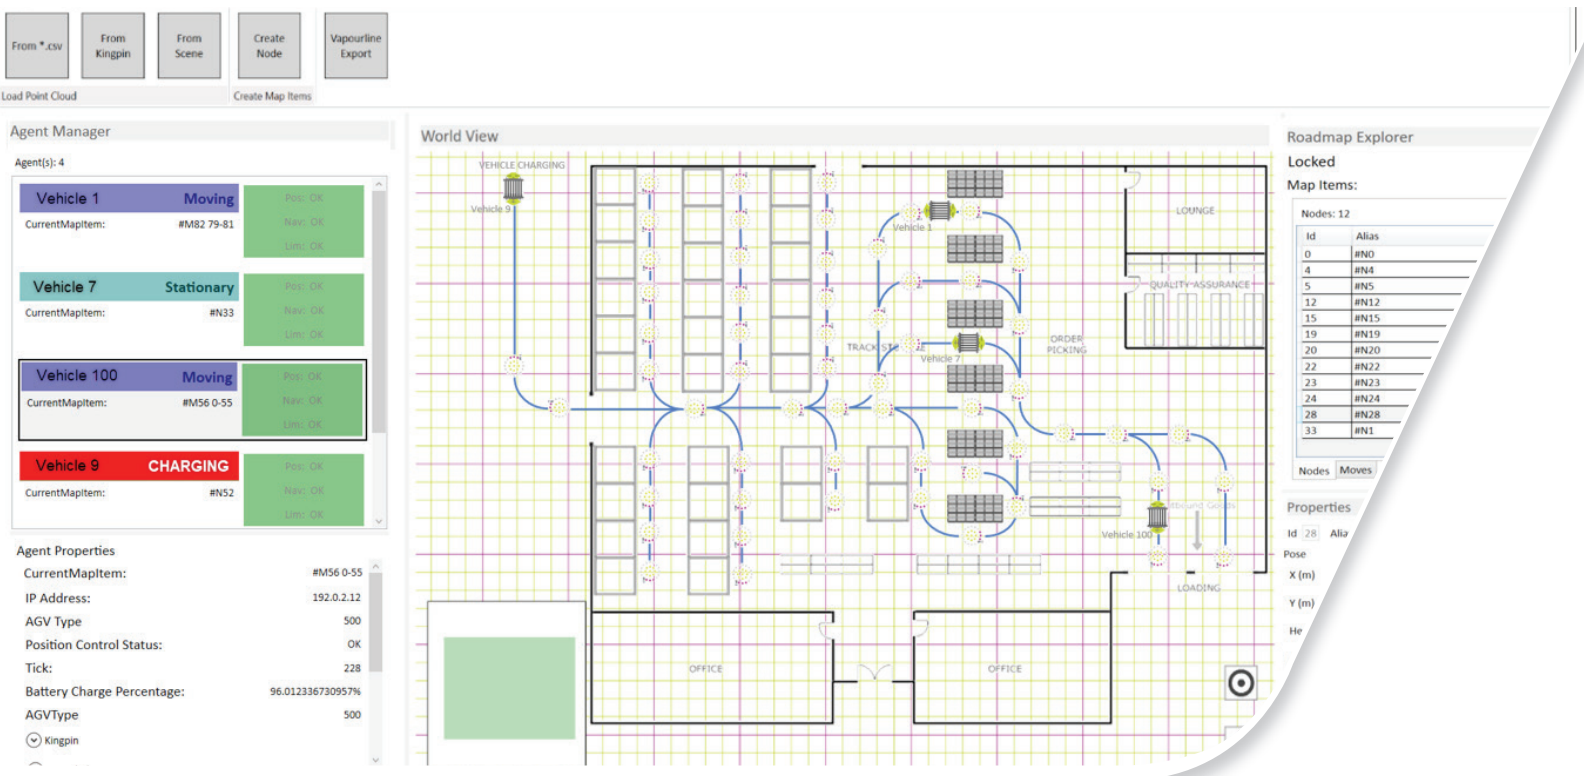 From *.csv
From
Kingpin
From
Scene
Create
Node
Vapourline
Export
Load Point Cloud
Create Map Items
Agent Manager
Agent(s): 4
Vehicle 1 Moving
CurrentMapItem: #M82 79-81
Pos: OK
Nav: OK
Lim: OK
Vehicle 7 Stationary
CurrentMapItem: #N33
Pos: OK
Nav: OK
Lim: OK
Vehicle 100 Moving
CurrentMapItem: #M56 0-55
Pos: OK
Nav: OK
Lim: OK
Vehicle 9 CHARGING
CurrentMapItem: #N52
Pos: OK
Nav: OK
Lim: OK
Agent Properties
CurrentMapItem: #M56 0-55
IP Address: 192.0.2.12
AGV Type 500
Position Control Status: OK
Tick: 228
Battery Charge Percentage: 96.012336730957%
AGVType 500
Kingpin
World View
VEHICLE CHARGING
Vehicle 9
Vehicle 1
LOUNGE
QUALITY ASSURANCE
TRACK
ORDER
PICKING
Vehicle 7
Vehicle 100
Goods
LOADING
OFFICE
OFFICE
Roadmap Explorer
Locked
Map Items:
Nodes: 12
Id Alias
0 #N0
4 #N4
5 #N5
12 #N12
15 #N15
19 #N19
20 #N20
22 #N22
23 #N23
24 #N24
28 #N28
33 #N1
Nodes Moves
Properties
Id 28
Pose
X (m)
Y (m)